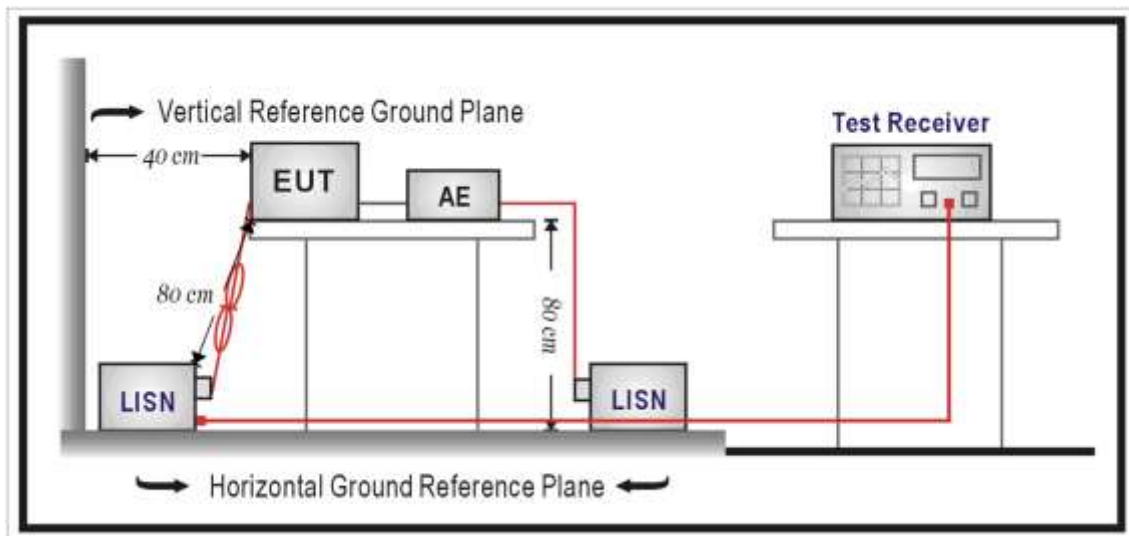 Vertical Reference Ground Plane
Test Receiver
40 cm
EUT
AE
80 cm
80 cm
LISN
LISN
Horizontal Ground Reference Plane